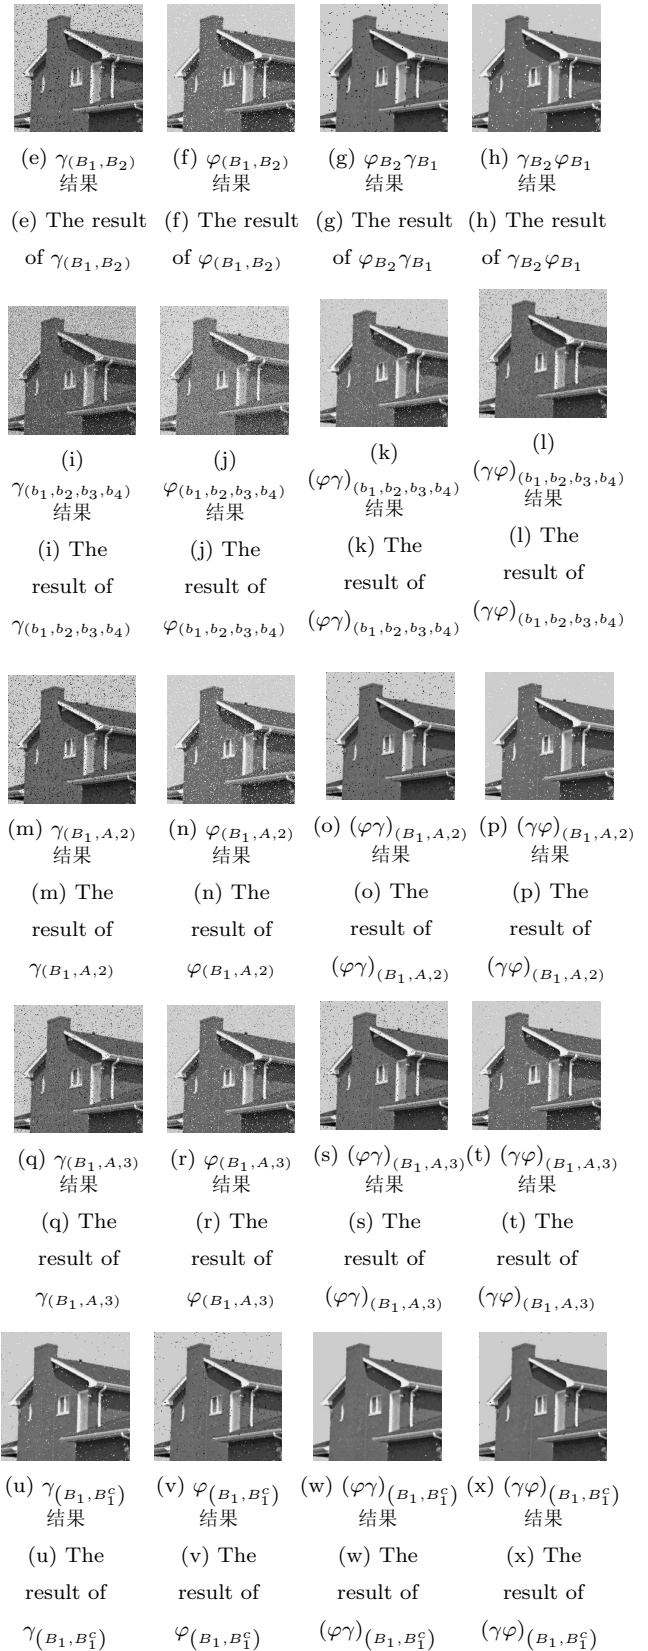 (e) γ(B₁,B₂) (f) φ(B₁,B₂) (g) φB₂γB₁ (h) γB₂φB₁
结果 结果 结果 结果
(e) The result (f) The result (g) The result (h) The result
of γ(B₁,B₂) of φ(B₁,B₂) of φB₂γB₁ of γB₂φB₁
(i) (j) (k) (l)
γ(b₁,b₂,b₃,b₄) φ(b₁,b₂,b₃,b₄) (φγ)(b₁,b₂,b₃,b₄) (γφ)(b₁,b₂,b₃,b₄)
结果 结果 结果 结果
(i) The (j) The (k) The (l) The
result of result of result of result of
γ(b₁,b₂,b₃,b₄) φ(b₁,b₂,b₃,b₄) (φγ)(b₁,b₂,b₃,b₄) (γφ)(b₁,b₂,b₃,b₄)
(m) γ(B₁,A,2) (n) φ(B₁,A,2) (o) (φγ)(B₁,A,2) (p) (γφ)(B₁,A,2)
结果 结果 结果 结果
(m) The (n) The (o) The (p) The
result of result of result of result of
γ(B₁,A,2) φ(B₁,A,2) (φγ)(B₁,A,2) (γφ)(B₁,A,2)
(q) γ(B₁,A,3) (r) φ(B₁,A,3) (s) (φγ)(B₁,A,3) (t) (γφ)(B₁,A,3)
结果 结果 结果 结果
(q) The (r) The (s) The (t) The
result of result of result of result of
γ(B₁,A,3) φ(B₁,A,3) (φγ)(B₁,A,3) (γφ)(B₁,A,3)
(u) γ(B₁,B₁ᶜ) (v) φ(B₁,B₁ᶜ) (w) (φγ)(B₁,B₁ᶜ) (x) (γφ)(B₁,B₁ᶜ)
结果 结果 结果 结果
(u) The (v) The (w) The (x) The
result of result of result of result of
γ(B₁,B₁ᶜ) φ(B₁,B₁ᶜ) (φγ)(B₁,B₁ᶜ) (γφ)(B₁,B₁ᶜ)